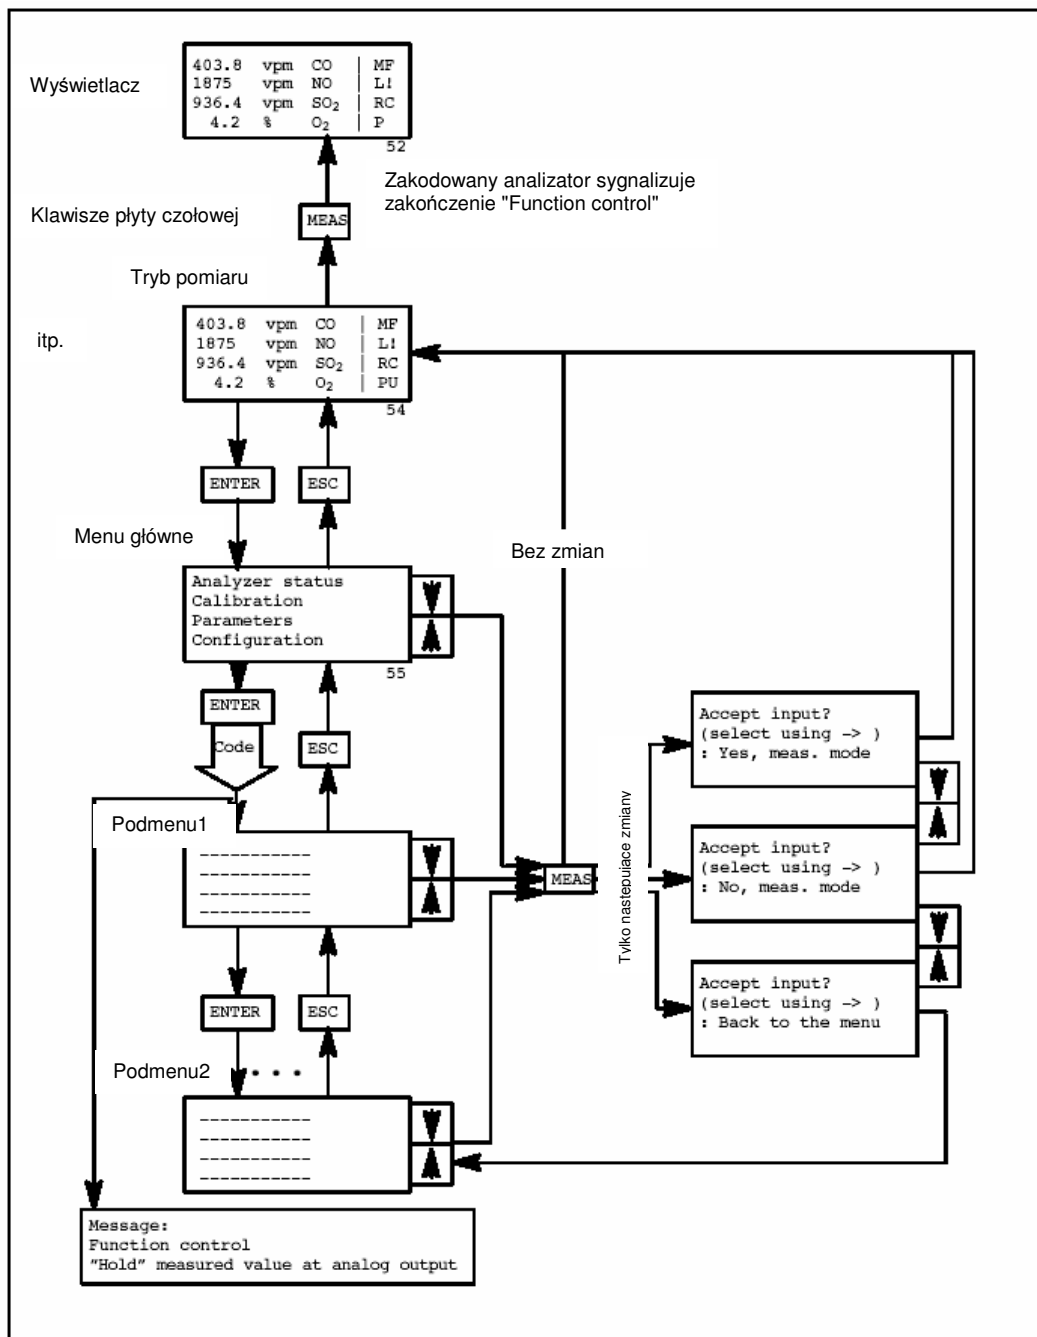 Wyświetlacz
403.8 vpm CO | MF
1875 vpm NO | L!
936.4 vpm SO₂ | RC
4.2 % O₂ | P
52
Zakodowany analizator sygnalizuje
zakończenie "Function control"
Klawisze płyty czołowej
MEAS
Tryb pomiaru
itp.
403.8 vpm CO | MF
1875 vpm NO | L!
936.4 vpm SO₂ | RC
4.2 % O₂ | PU
54
ENTER
ESC
Menu główne
Bez zmian
Analyzer status
Calibration
Parameters
Configuration
55
ENTER
Code
ESC
Podmenu1
-----------
-----------
-----------
-----------
MEAS
Tylko następujące zmiany
Accept input?
(select using -> )
: Yes, meas. mode
Accept input?
(select using -> )
: No, meas. mode
Accept input?
(select using -> )
: Back to the menu
ENTER
ESC
Podmenu2 . . .
-----------
-----------
-----------
-----------
Message:
Function control
"Hold" measured value at analog output